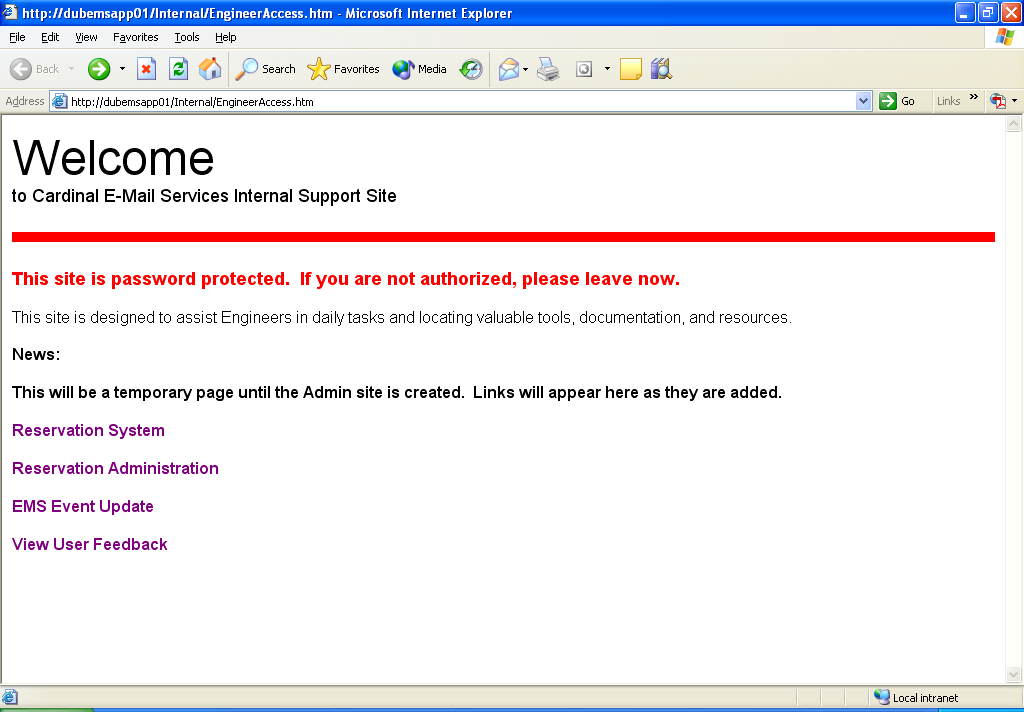 http://dubemsapp01/Internal/EngineerAccess.htm - Microsoft Internet Explorer
File Edit View Favorites Tools Help
Back Search Favorites Media
Address http://dubemsapp01/Internal/EngineerAccess.htm Go Links »
Welcome
to Cardinal E-Mail Services Internal Support Site
This site is password protected.  If you are not authorized, please leave now.
This site is designed to assist Engineers in daily tasks and locating valuable tools, documentation, and resources.
News:
This will be a temporary page until the Admin site is created.  Links will appear here as they are added.
Reservation System
Reservation Administration
EMS Event Update
View User Feedback
Local intranet